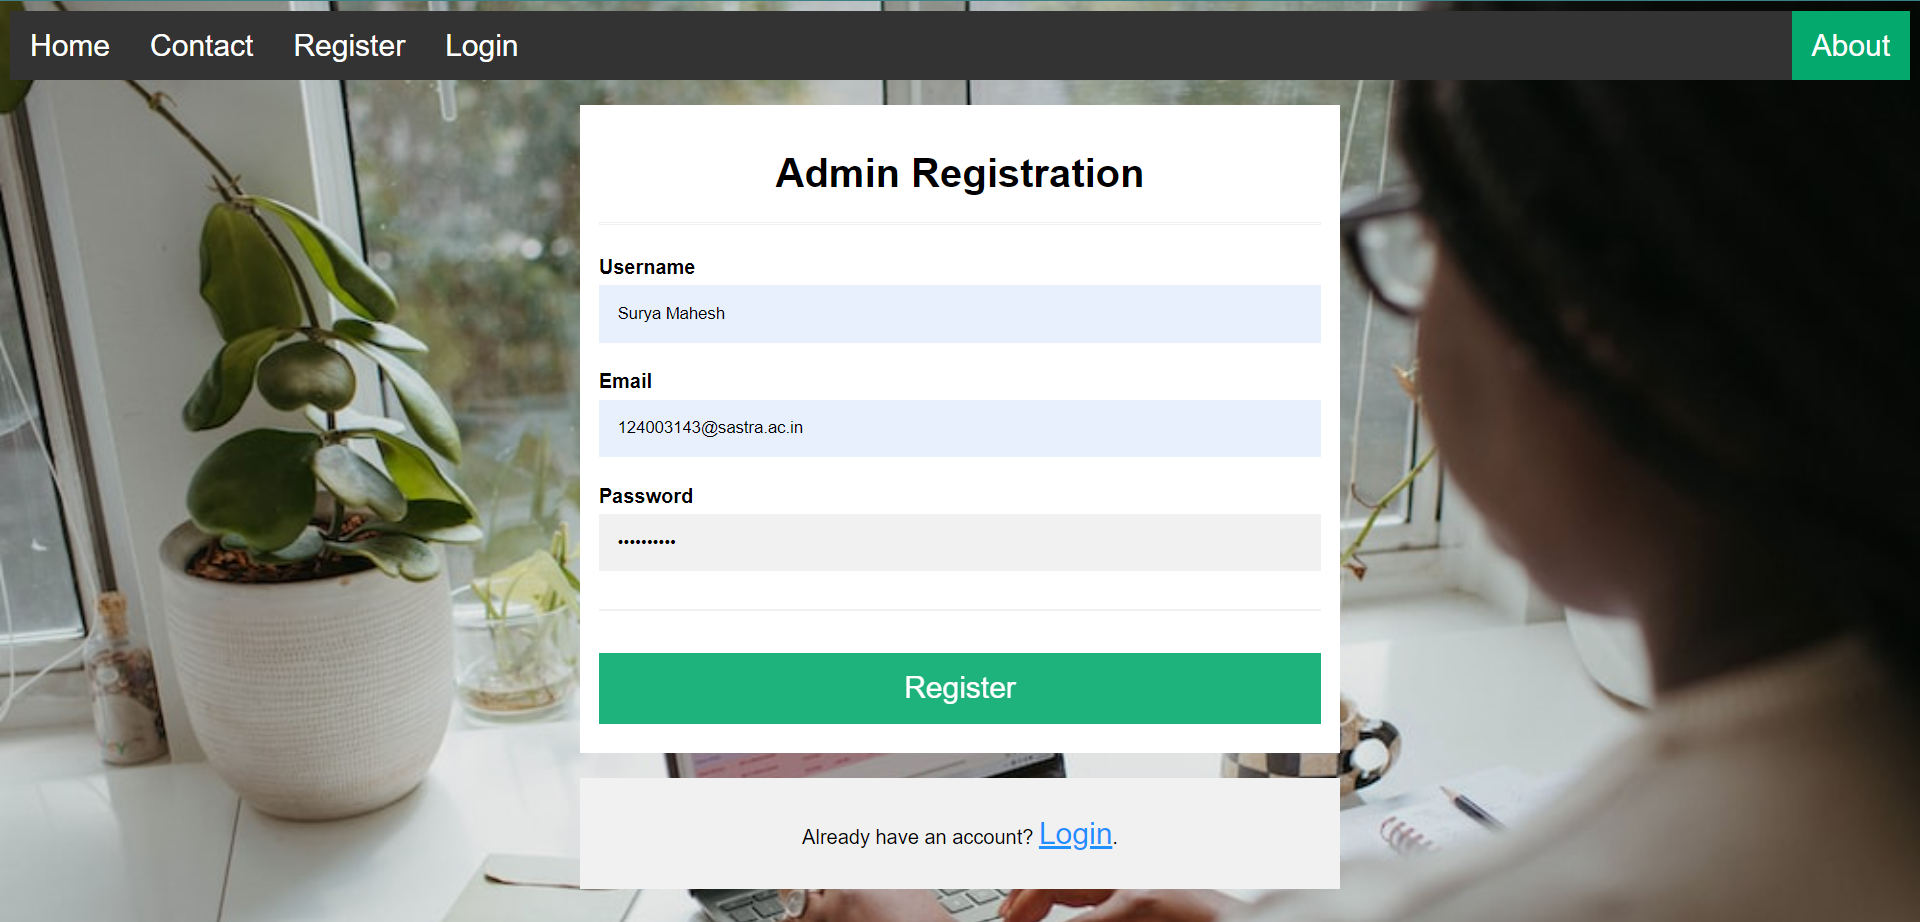 Home Contact Register Login About
Admin Registration
Username
Surya Mahesh
Email
124003143@sastra.ac.in
Password
••••••••••
Register
Already have an account? Login.